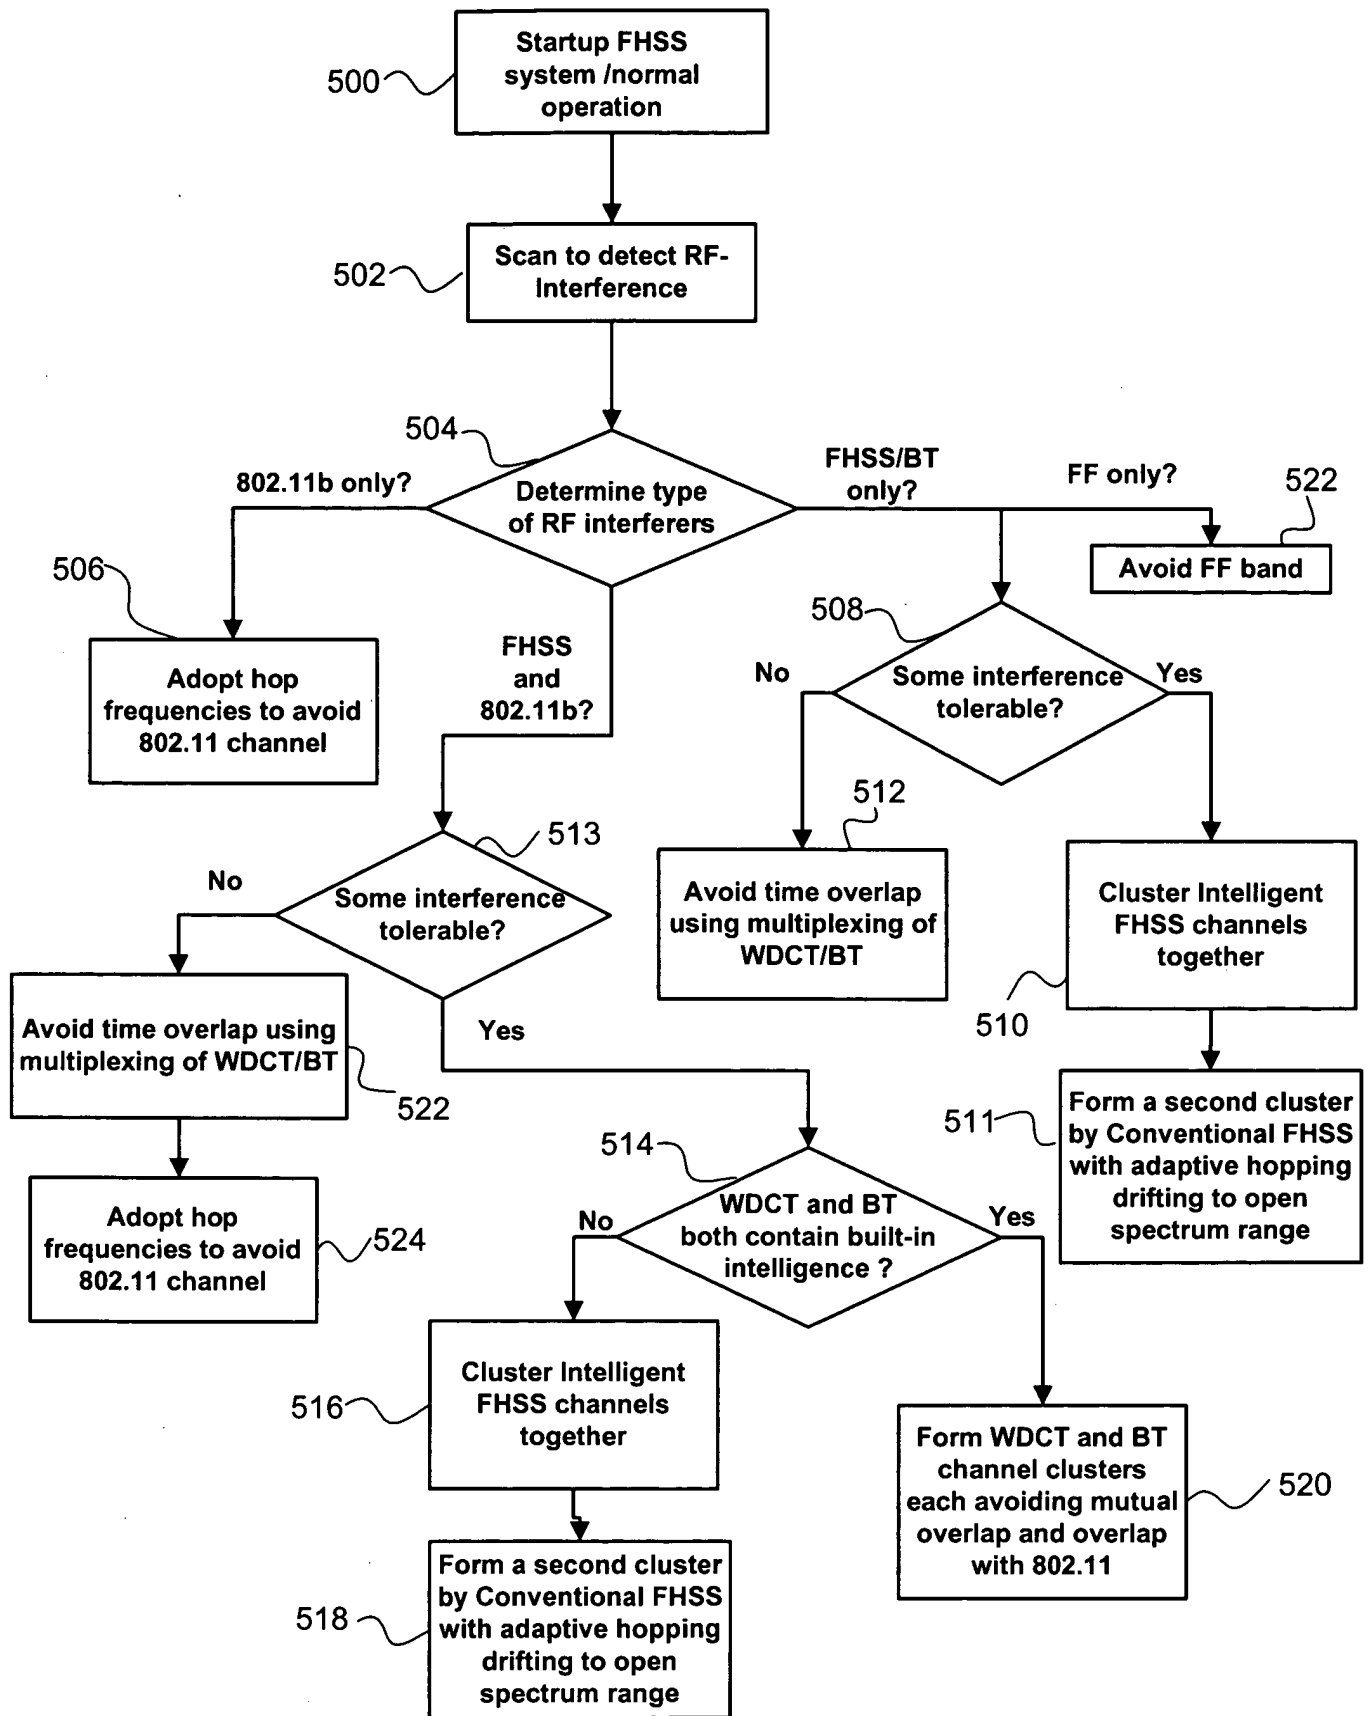 Startup FHSS
system /normal
operation
500
Scan to detect RF-
Interference
502
504
Determine type
of RF interferers
802.11b only?
FHSS/BT
only?
FF only?
522
Avoid FF band
506
Adopt hop
frequencies to avoid
802.11 channel
FHSS
and
802.11b?
508
Some interference
tolerable?
No
Yes
512
Avoid time overlap
using multiplexing of
WDCT/BT
Cluster Intelligent
FHSS channels
together
510
511
Form a second cluster
by Conventional FHSS
with adaptive hopping
drifting to open
spectrum range
513
Some interference
tolerable?
No
Yes
Avoid time overlap using
multiplexing of WDCT/BT
522
Adopt hop
frequencies to avoid
802.11 channel
524
514
WDCT and BT
both contain built-in
intelligence ?
No
Yes
Cluster Intelligent
FHSS channels
together
516
Form a second cluster
by Conventional FHSS
with adaptive hopping
drifting to open
spectrum range
518
Form WDCT and BT
channel clusters
each avoiding mutual
overlap and overlap
with 802.11
520